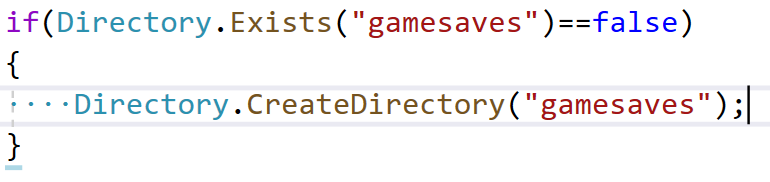 if(Directory.Exists("gamesaves")==false)
{
    Directory.CreateDirectory("gamesaves");
}